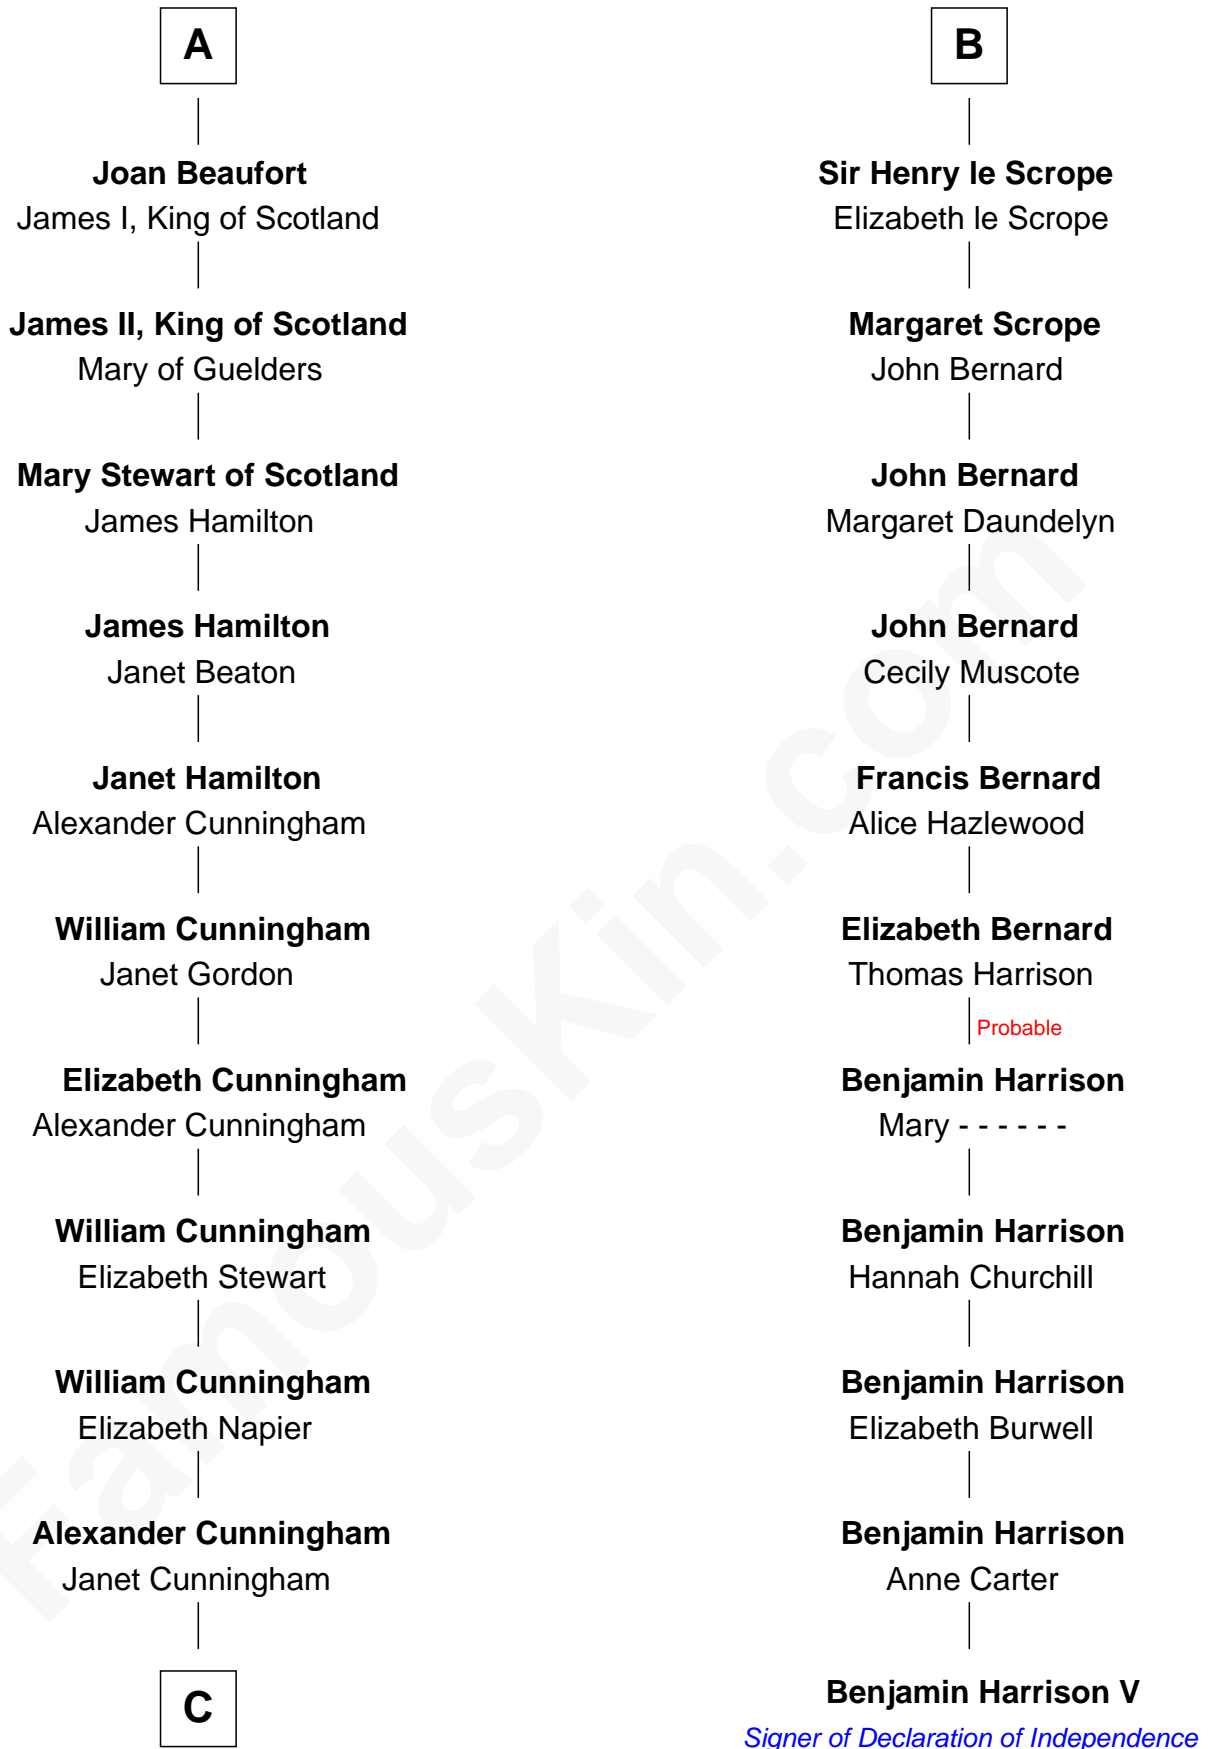 A
Joan Beaufort
James I, King of Scotland
James II, King of Scotland
Mary of Guelders
Mary Stewart of Scotland
James Hamilton
James Hamilton
Janet Beaton
Janet Hamilton
Alexander Cunningham
William Cunningham
Janet Gordon
Elizabeth Cunningham
Alexander Cunningham
William Cunningham
Elizabeth Stewart
William Cunningham
Elizabeth Napier
Alexander Cunningham
Janet Cunningham
C
B
Sir Henry le Scrope
Elizabeth le Scrope
Margaret Scrope
John Bernard
John Bernard
Margaret Daundelyn
John Bernard
Cecily Muscote
Francis Bernard
Alice Hazlewood
Elizabeth Bernard
Thomas Harrison
Probable
Benjamin Harrison
Mary - - - - - -
Benjamin Harrison
Hannah Churchill
Benjamin Harrison
Elizabeth Burwell
Benjamin Harrison
Anne Carter
Benjamin Harrison V
Signer of Declaration of Independence
FamousKin.com